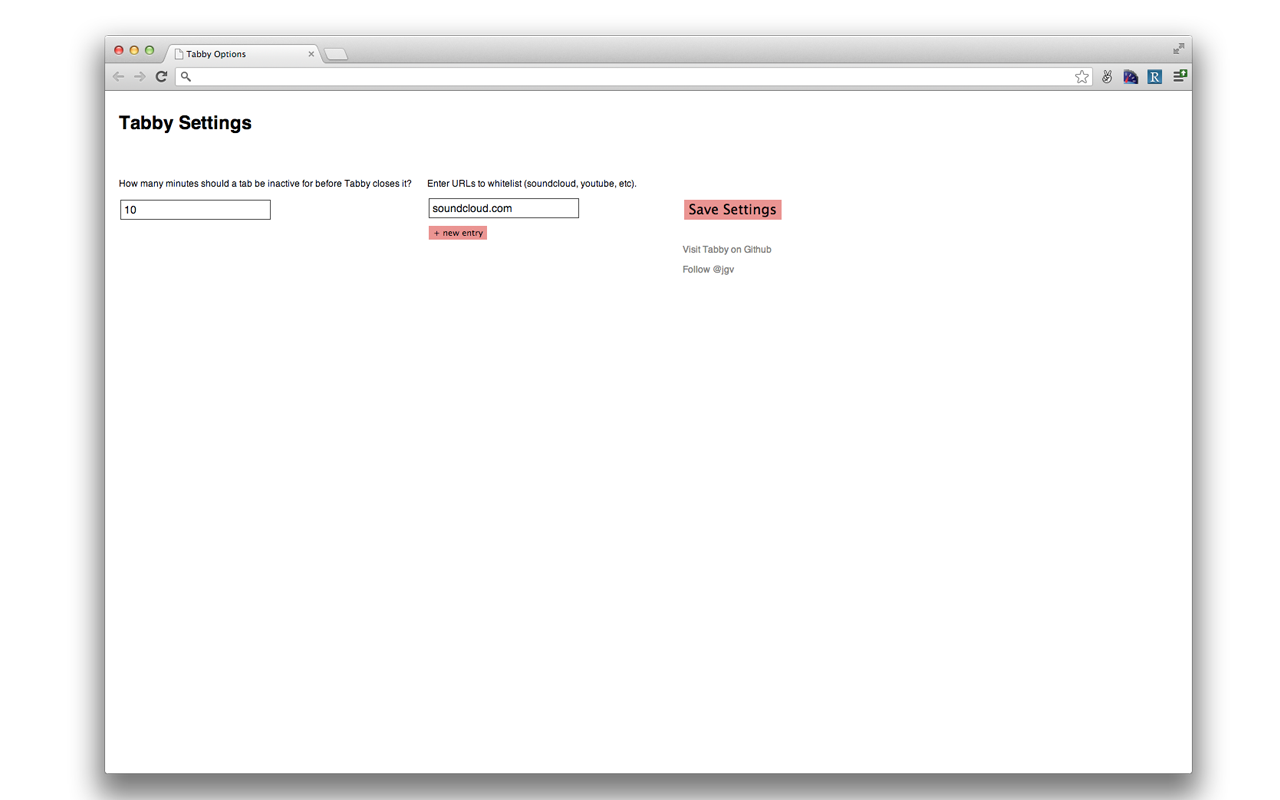 Tabby Options
R
Tabby Settings
How many minutes should a tab be inactive for before Tabby closes it?
Enter URLs to whitelist (soundcloud, youtube, etc).
10
soundcloud.com
Save Settings
+ new entry
Visit Tabby on Github
Follow @jgv